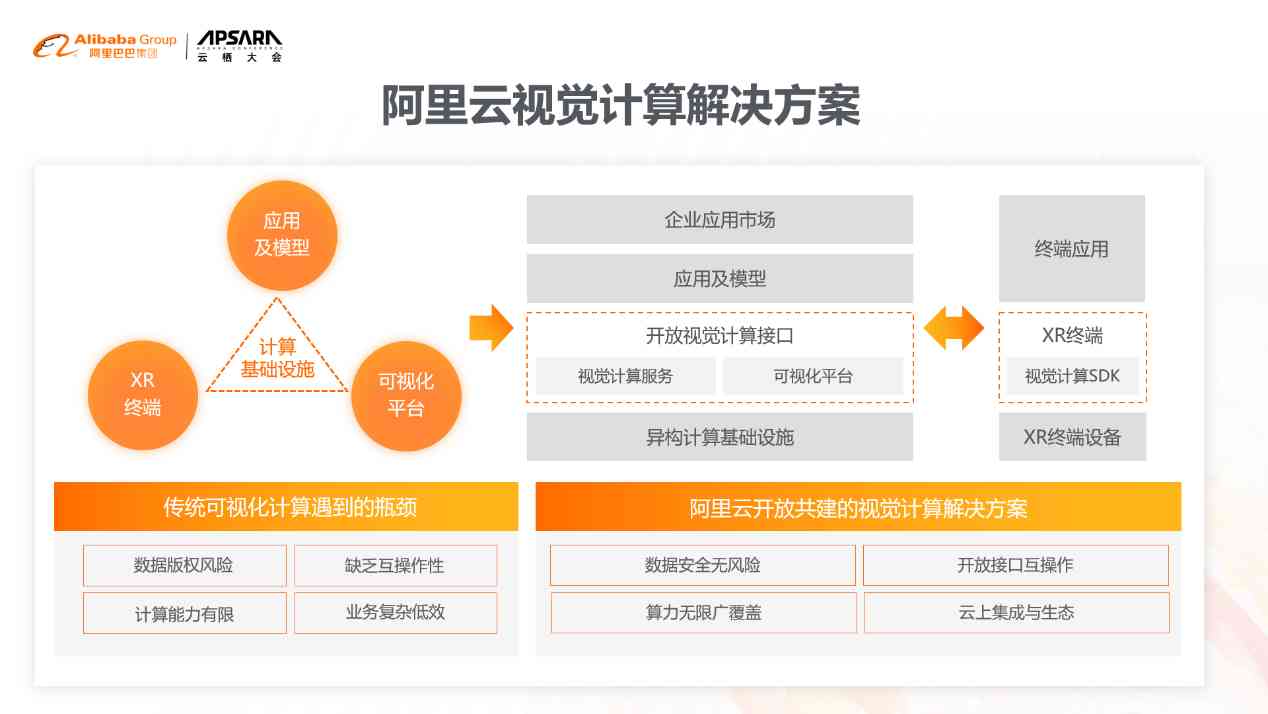 Alibaba Group
阿里巴巴集团
APSARA
APSARA CONFERENCE
云栖大会
阿里云视觉计算解决方案
应用
及模型
计算
基础设施
XR
终端
可视化
平台
企业应用市场
应用及模型
开放视觉计算接口
视觉计算服务
可视化平台
异构计算基础设施
终端应用
XR终端
视觉计算SDK
XR终端设备
传统可视化计算遇到的瓶颈
数据版权风险
缺乏互操作性
计算能力有限
业务复杂低效
阿里云开放共建的视觉计算解决方案
数据安全无风险
开放接口互操作
算力无限广覆盖
云上集成与生态